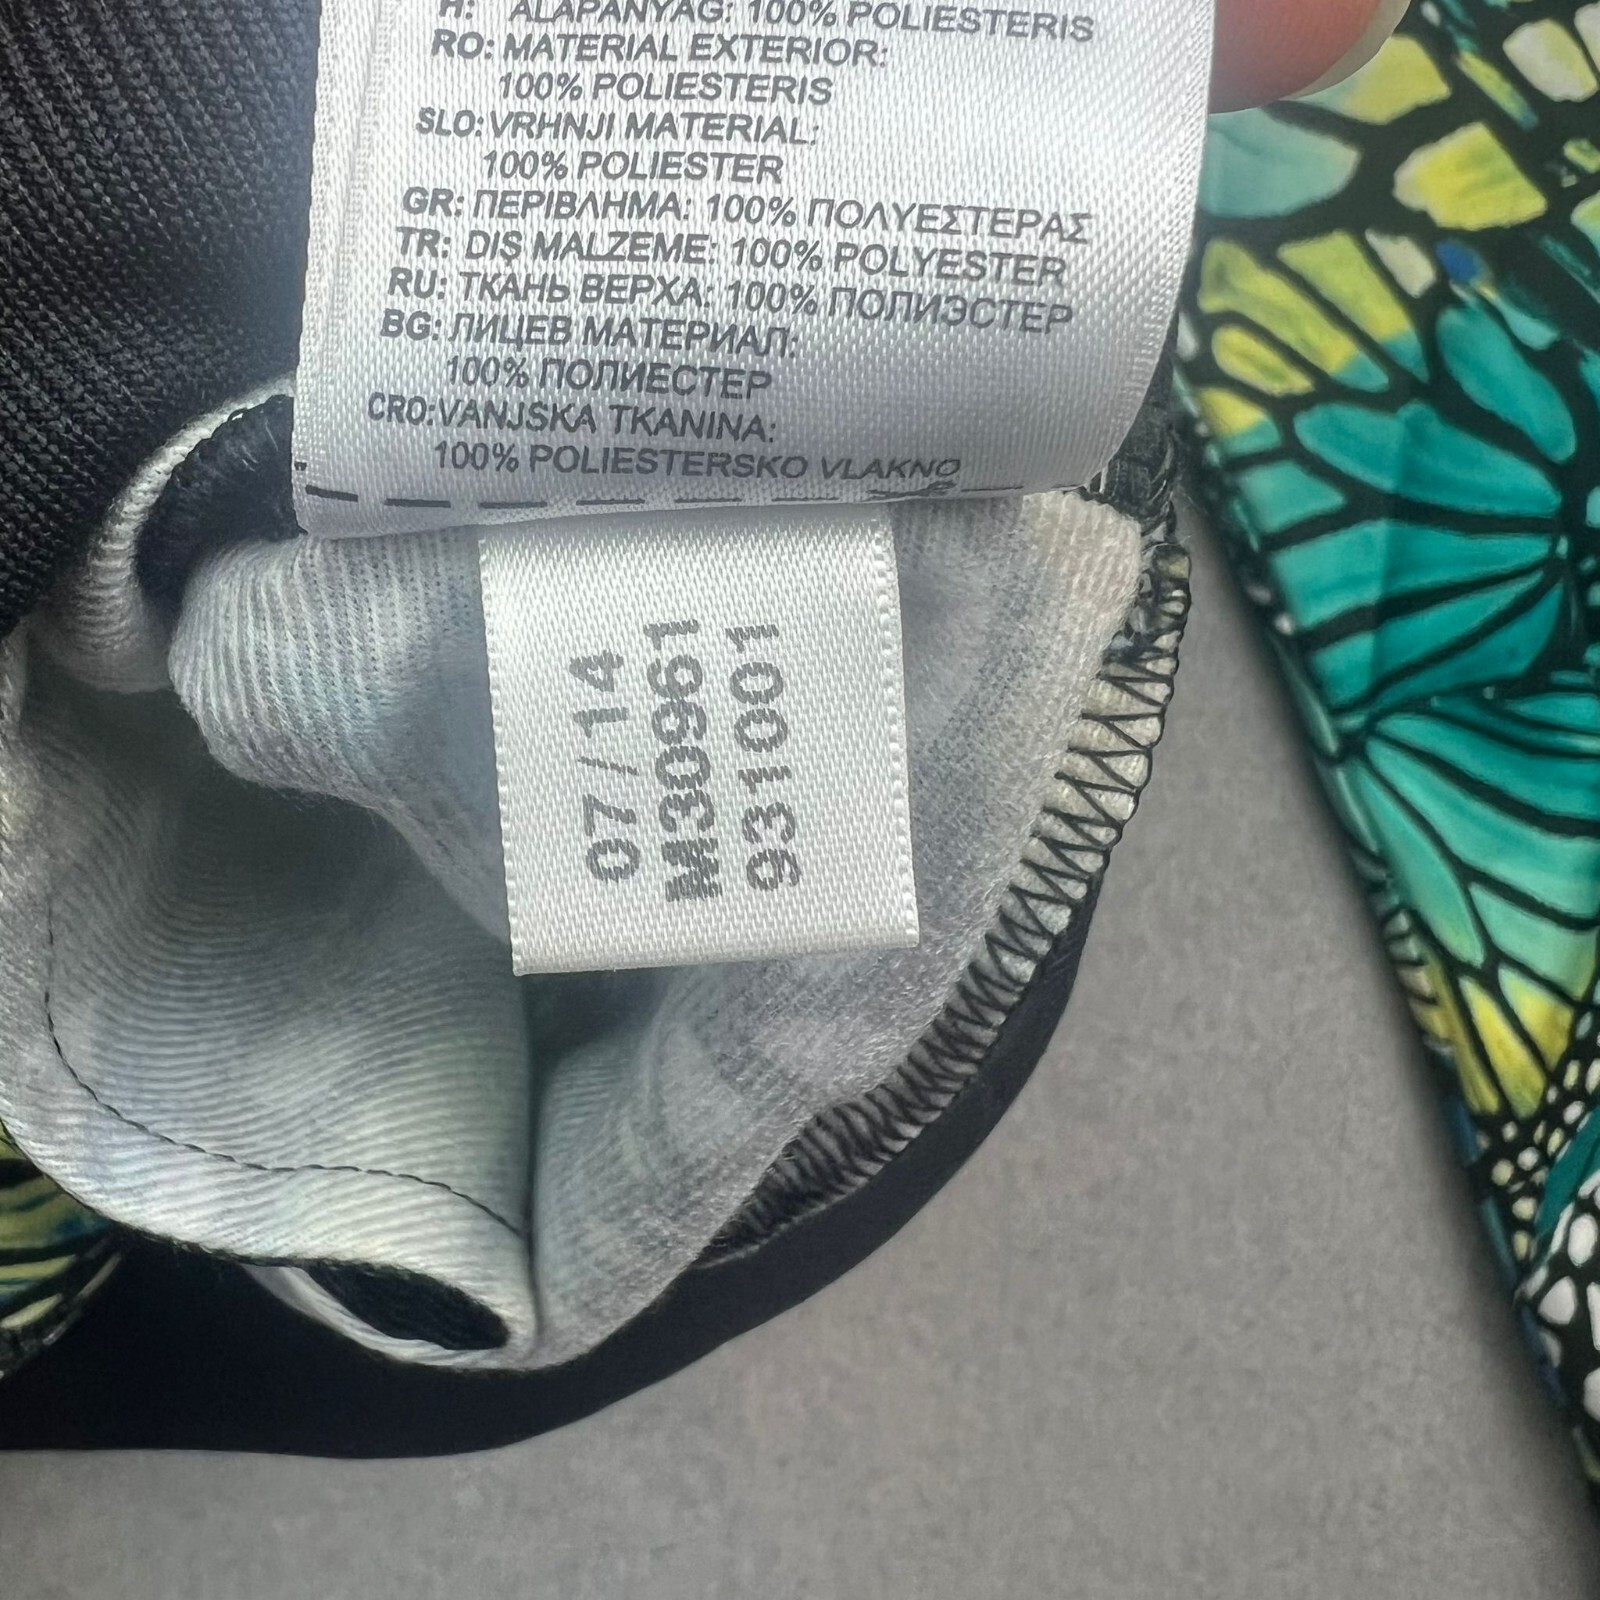 H: ALAPANYAG: 100% POLIESTERIS
RO: MATERIAL EXTERIOR:
100% POLIESTERIS
SLO: VRHNJI MATERIAL:
100% POLIESTER
GR: ΠΕΡΙΒΛΗΜΑ: 100% ΠΟΛΥΕΣΤΕΡΑΣ
TR: DIS MALZEME: 100% POLYESTER
RU: ТКАНЬ ВЕРХА: 100% ПОЛИЭСТЕР
BG: ЛИЦЕВ МАТЕРИАЛ:
100% ПОЛИЕСТЕР
CRO: VANJSKA TKANINA:
100% POLIESTERSKO VLAKNO
07/14
M30961
931001